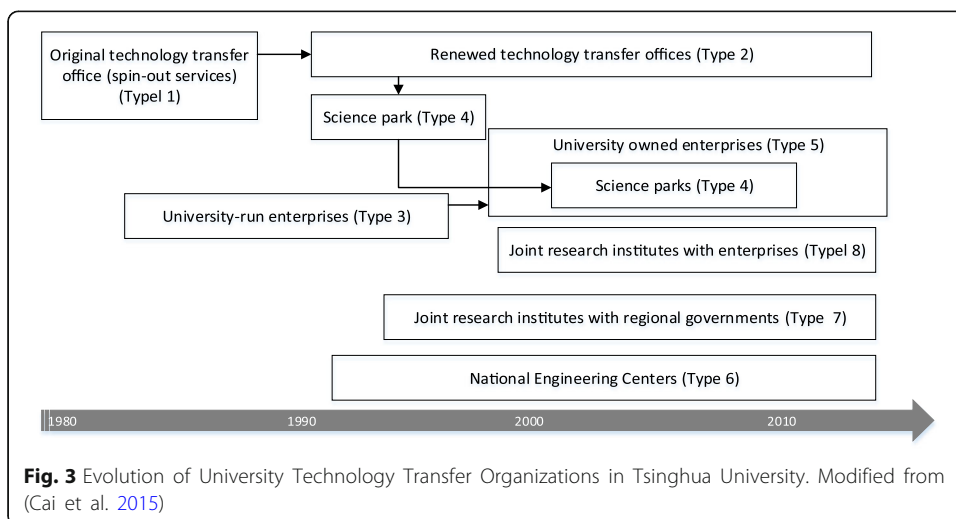 Original technology transfer
office (spin-out services)
(Typel 1)
Renewed technology transfer offices (Type 2)
Science park (Type 4)
University owned enterprises (Type 5)
Science parks (Type 4)
University-run enterprises (Type 3)
Joint research institutes with enterprises (Typel 8)
Joint research institutes with regional governments (Type 7)
National Engineering Centers (Type 6)
1980 1990 2000 2010
Fig. 3 Evolution of University Technology Transfer Organizations in Tsinghua University. Modified from
(Cai et al. 2015)